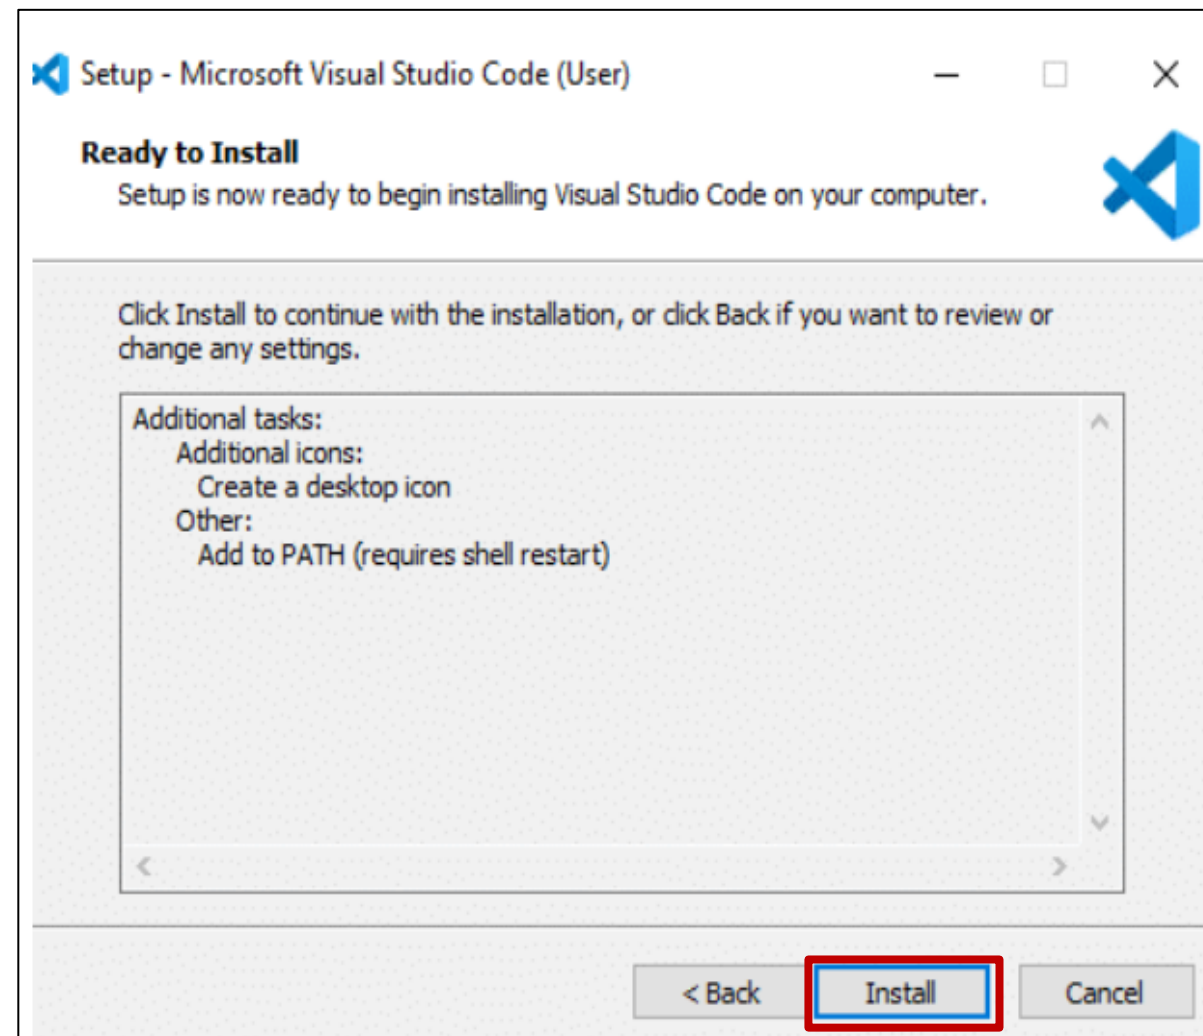 Setup - Microsoft Visual Studio Code (User)
Ready to Install
Setup is now ready to begin installing Visual Studio Code on your computer.
Click Install to continue with the installation, or click Back if you want to review or
change any settings.
Additional tasks:
Additional icons:
Create a desktop icon
Other:
Add to PATH (requires shell restart)
< Back Install Cancel